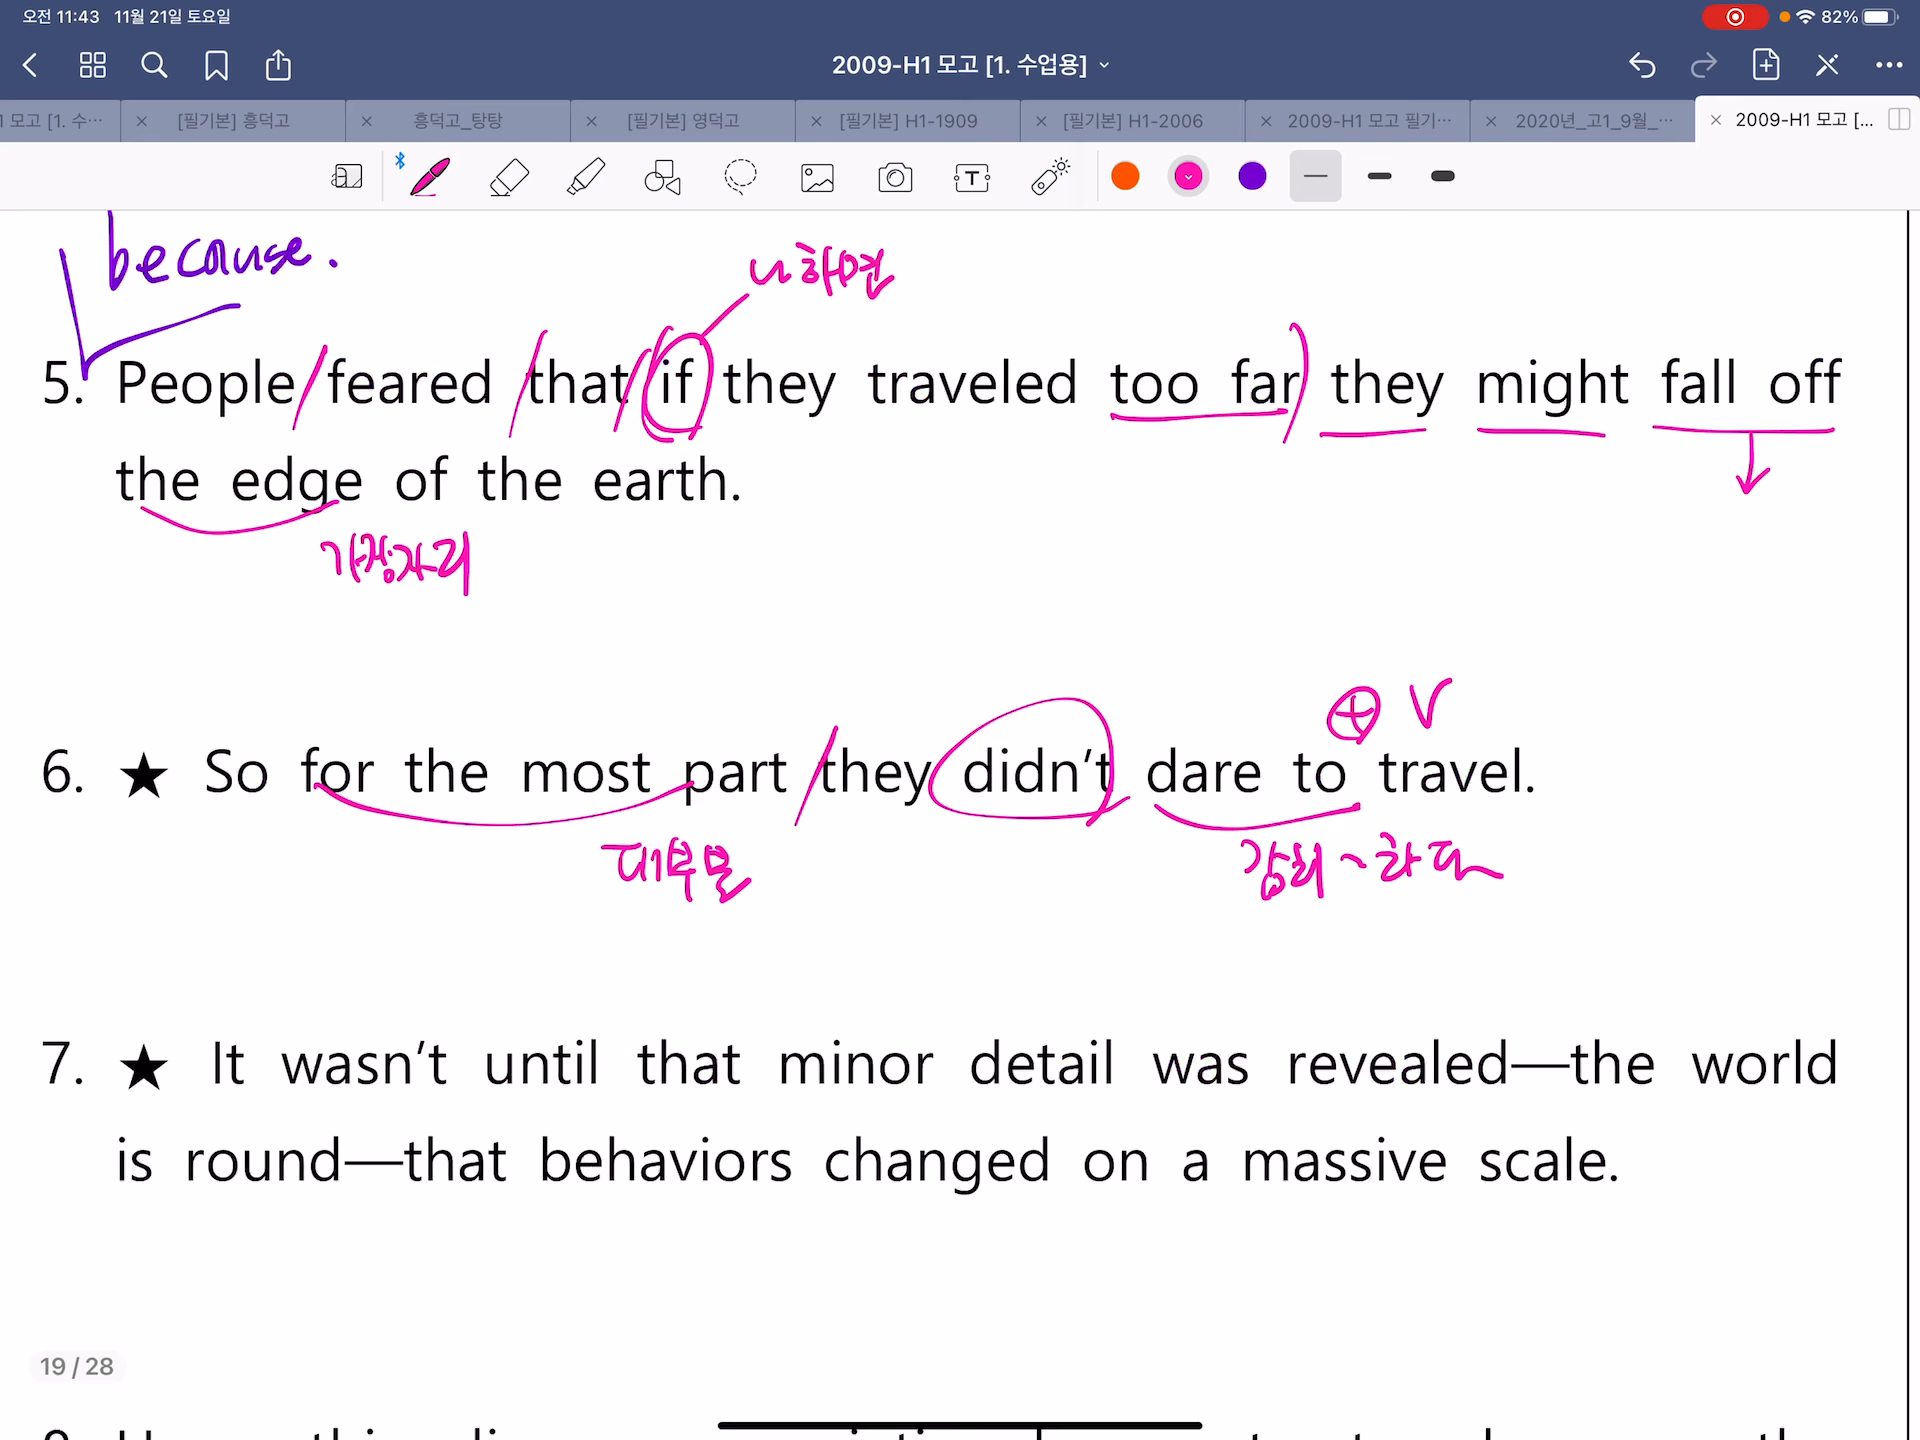 오전 11:43 11월 21일 토요일
82%
2009-H1 모고 [1. 수업용]
모고 [1. 수…
[필기본] 흥덕고
흥덕고_탕탕
[필기본] 영덕고
[필기본] H1-1909
[필기본] H1-2006
2009-H1 모고 필기…
2020년_고1_9월_…
2009-H1 모고 [...
because.
하면
5. People feared that if they traveled too far they might fall off
the edge of the earth.
가장자리
V
6. ★ So for the most part they didn't dare to travel.
대부분
감히~하다
7. ★ It wasn't until that minor detail was revealed—the world
is round—that behaviors changed on a massive scale.
19 / 28